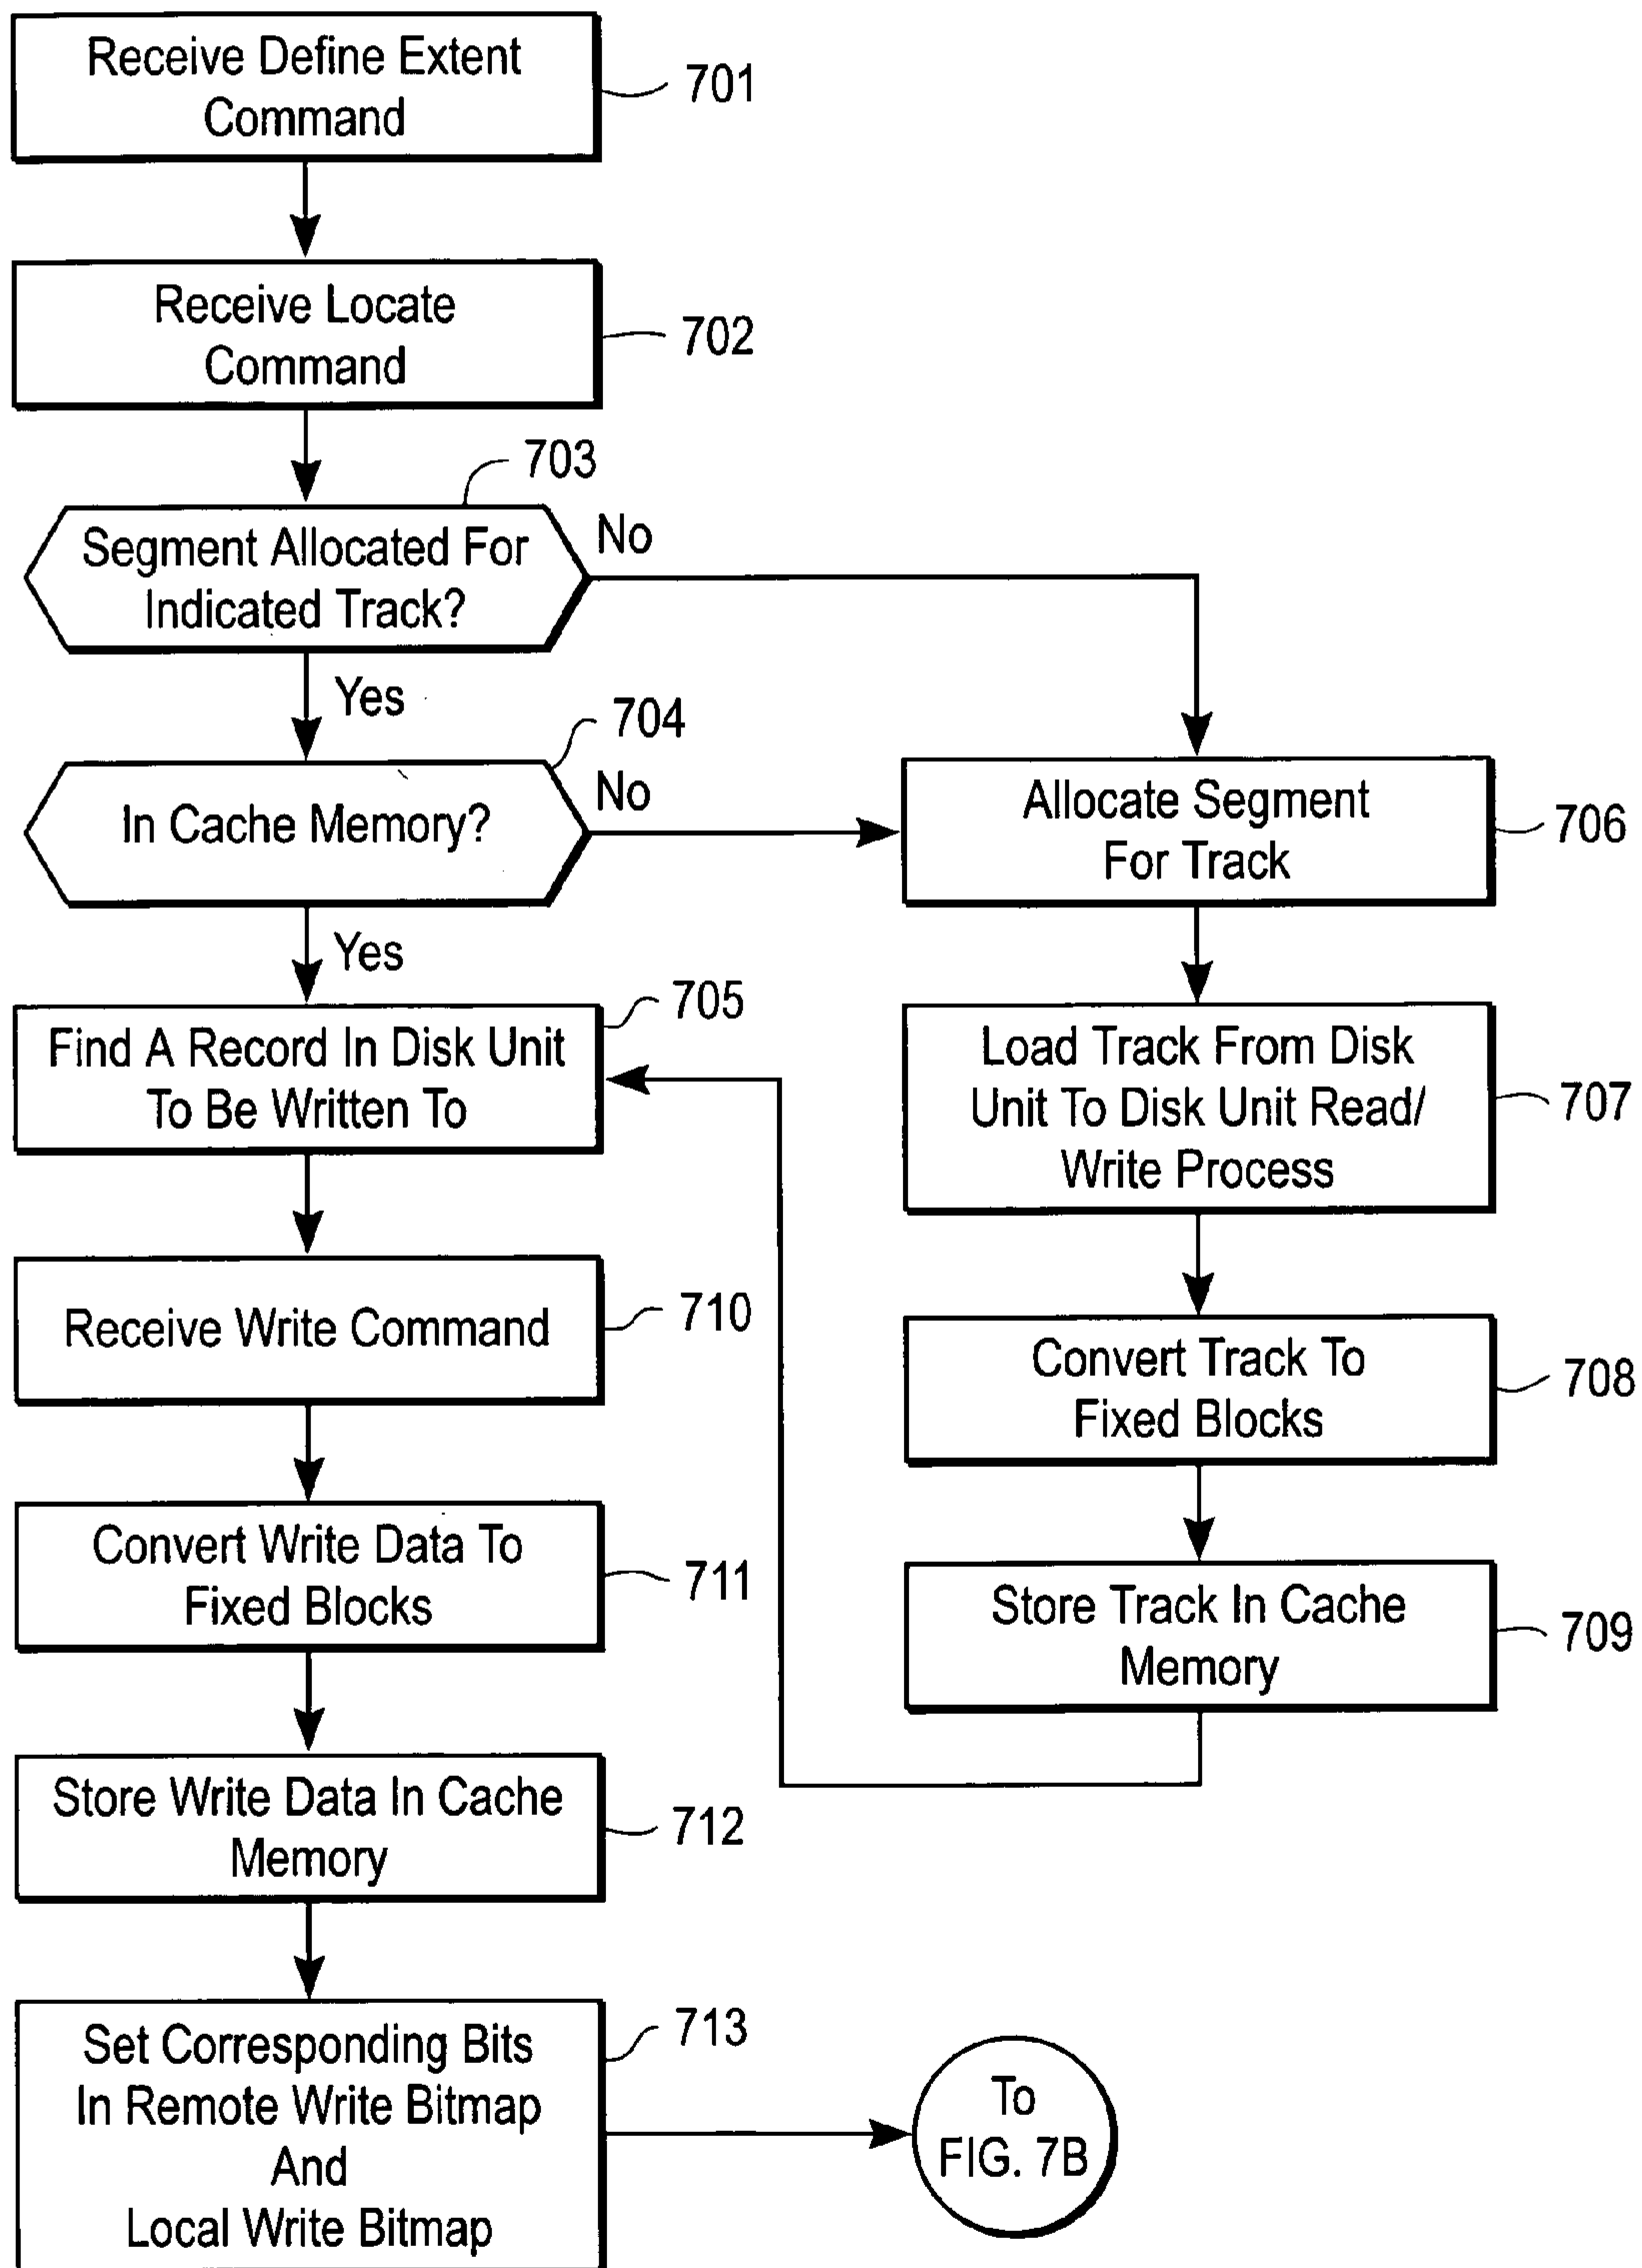 Receive Define Extent
Command
701
Receive Locate
Command
702
703
Segment Allocated For
Indicated Track?
No
Yes
704
In Cache Memory?
No
Yes
Allocate Segment
For Track
706
705
Find A Record In Disk Unit
To Be Written To
Load Track From Disk
Unit To Disk Unit Read/
Write Process
707
Receive Write Command
710
Convert Track To
Fixed Blocks
708
Convert Write Data To
Fixed Blocks
711
Store Track In Cache
Memory
709
Store Write Data In Cache
Memory
712
Set Corresponding Bits
In Remote Write Bitmap
And
Local Write Bitmap
713
To
FIG. 7B